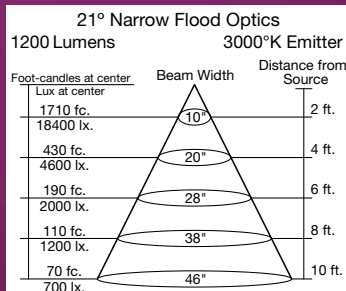 21º Narrow Flood Optics
1200 Lumens 3000°K Emitter
Foot-candles at center
Lux at center
Beam Width
Distance from
Source
1710 fc.
18400 lx.
10"
2 ft.
430 fc.
4600 lx.
20"
4 ft.
190 fc.
2000 lx.
28"
6 ft.
110 fc.
1200 lx.
38"
8 ft.
70 fc.
700 lx.
46"
10 ft.